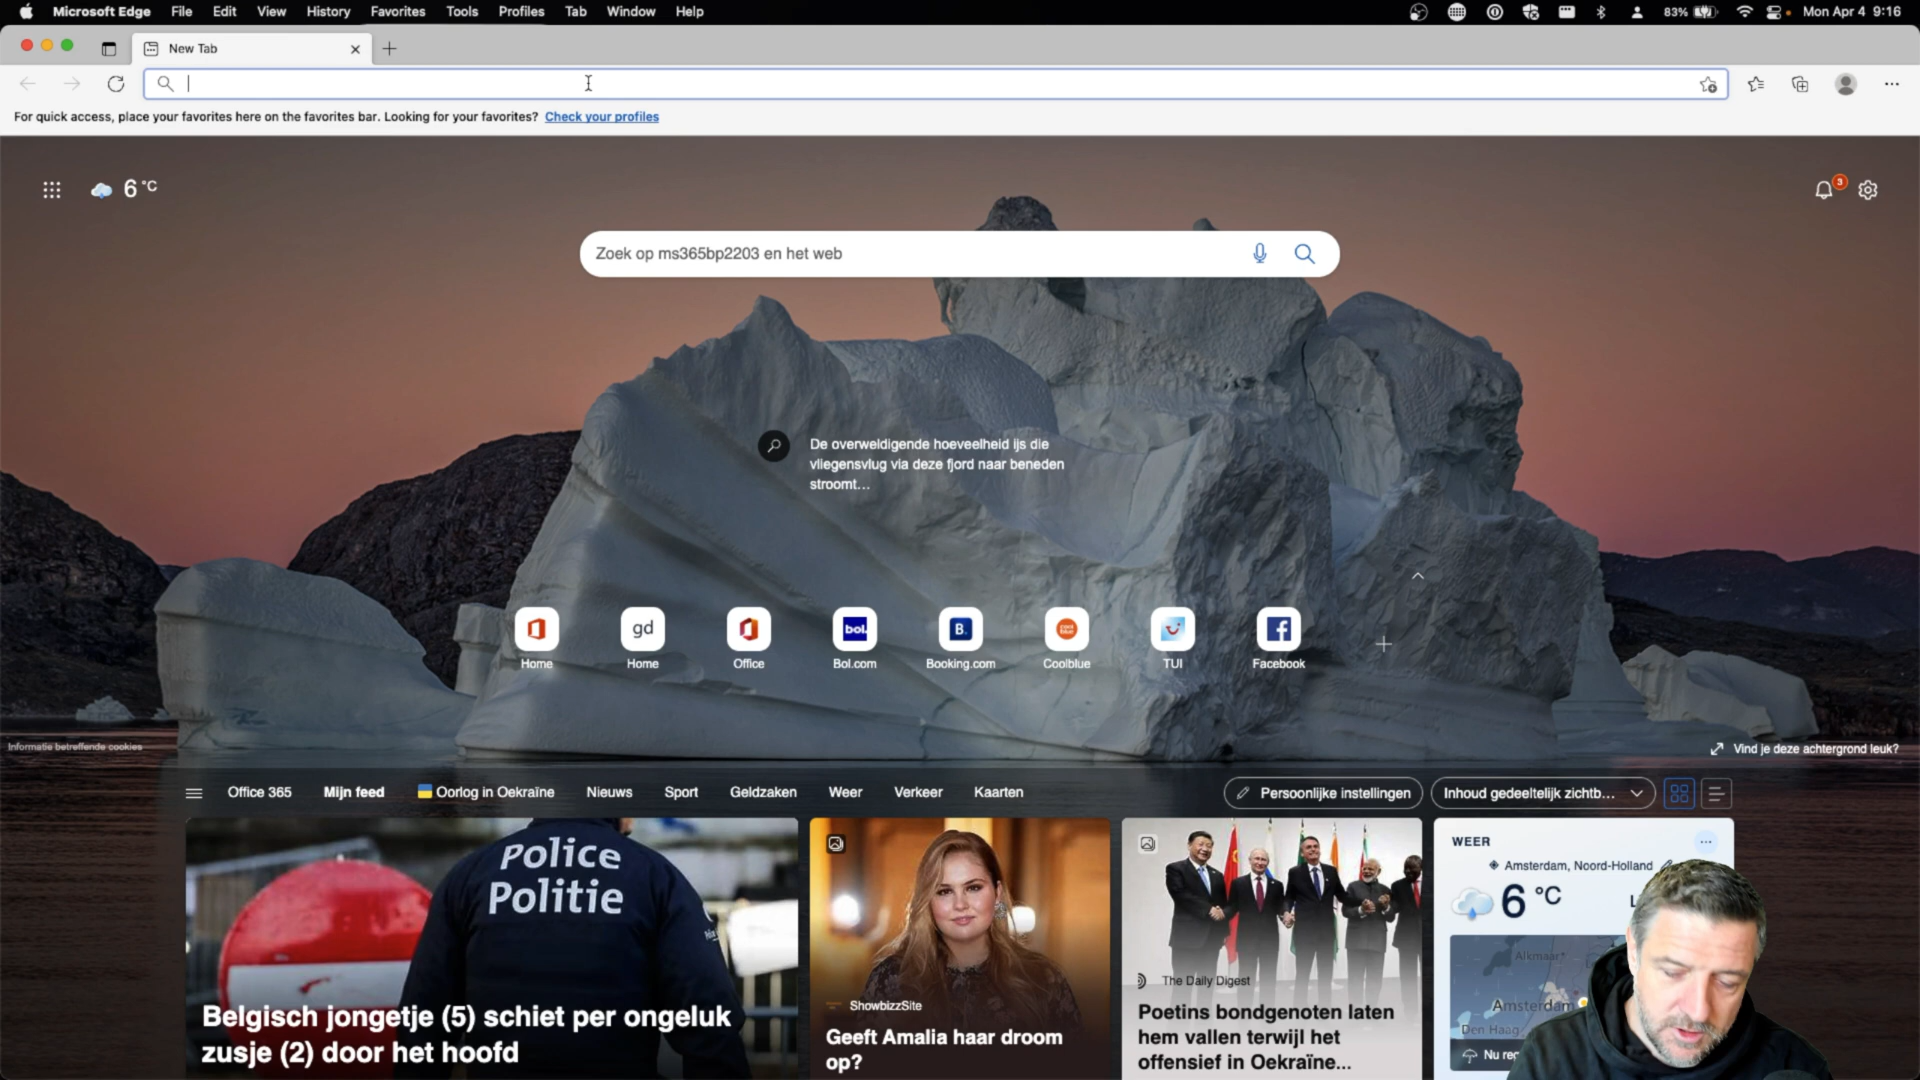 Microsoft Edge File Edit View History Favorites Tools Profiles Tab Window Help 83% Mon Apr 4 9:16
New Tab
For quick access, place your favorites here on the favorites bar. Looking for your favorites? Check your profiles
6 °C
3
Zoek op ms365bp2203 en het web
De overweldigende hoeveelheid ijs die
vliegensvlug via deze fjord naar beneden
stroomt...
gd
bol.
B.
cool
blue
Home Home Office Bol.com Booking.com Coolblue TUI Facebook
Informatie betreffende cookies
Vind je deze achtergrond leuk?
Office 365 Mijn feed Oorlog in Oekraïne Nieuws Sport Geldzaken Weer Verkeer Kaarten
Persoonlijke instellingen Inhoud gedeeltelijk zichtb...
Police
Politie
Belgisch jongetje (5) schiet per ongeluk
zusje (2) door het hoofd
ShowbizzSite
Geeft Amalia haar droom
op?
The Daily Digest
Poetins bondgenoten laten
hem vallen terwijl het
offensief in Oekraïne...
WEER
Amsterdam, Noord-Holland
6 °C
Alkmaar
Amsterdam
Den Haag
Nu